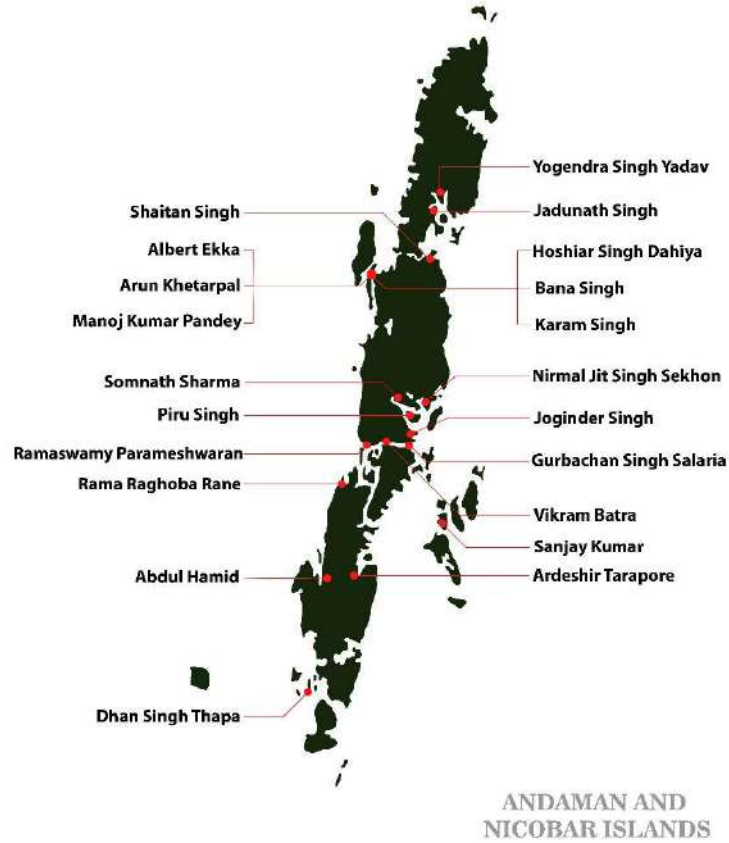 Yogendra Singh Yadav
Shaitan Singh
Jadunath Singh
Albert Ekka
Hoshiar Singh Dahiya
Arun Khetarpal
Bana Singh
Manoj Kumar Pandey
Karam Singh
Somnath Sharma
Nirmal Jit Singh Sekhon
Piru Singh
Joginder Singh
Ramaswamy Parameshwaran
Gurbachan Singh Salaria
Rama Raghoba Rane
Vikram Batra
Sanjay Kumar
Abdul Hamid
Ardeshir Tarapore
Dhan Singh Thapa
ANDAMAN AND
NICOBAR ISLANDS